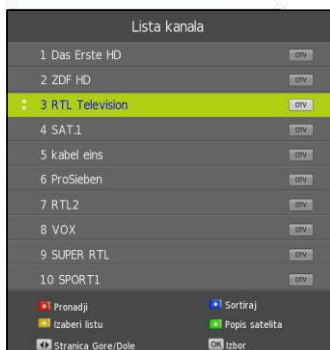 Lista kanala
1 Das Erste HD DTV
2 ZDF HD DTV
3 RTL Television DTV
4 SAT.1 DTV
5 kabel eins DTV
6 ProSieben DTV
7 RTL2 DTV
8 VOX DTV
9 SUPER RTL DTV
10 SPORT1 DTV
Pronadji Sortiraj
Izaberi listu Popis satelita
Stranica Gore/Dole OK Izbor